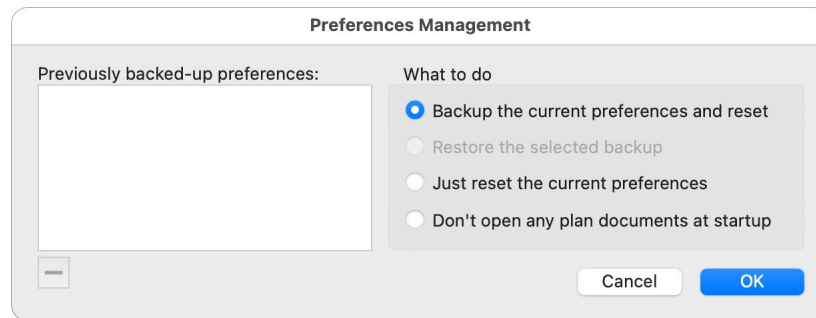 Preferences Management
Previously backed-up preferences:
What to do
Backup the current preferences and reset
Restore the selected backup
Just reset the current preferences
Don't open any plan documents at startup
Cancel
OK